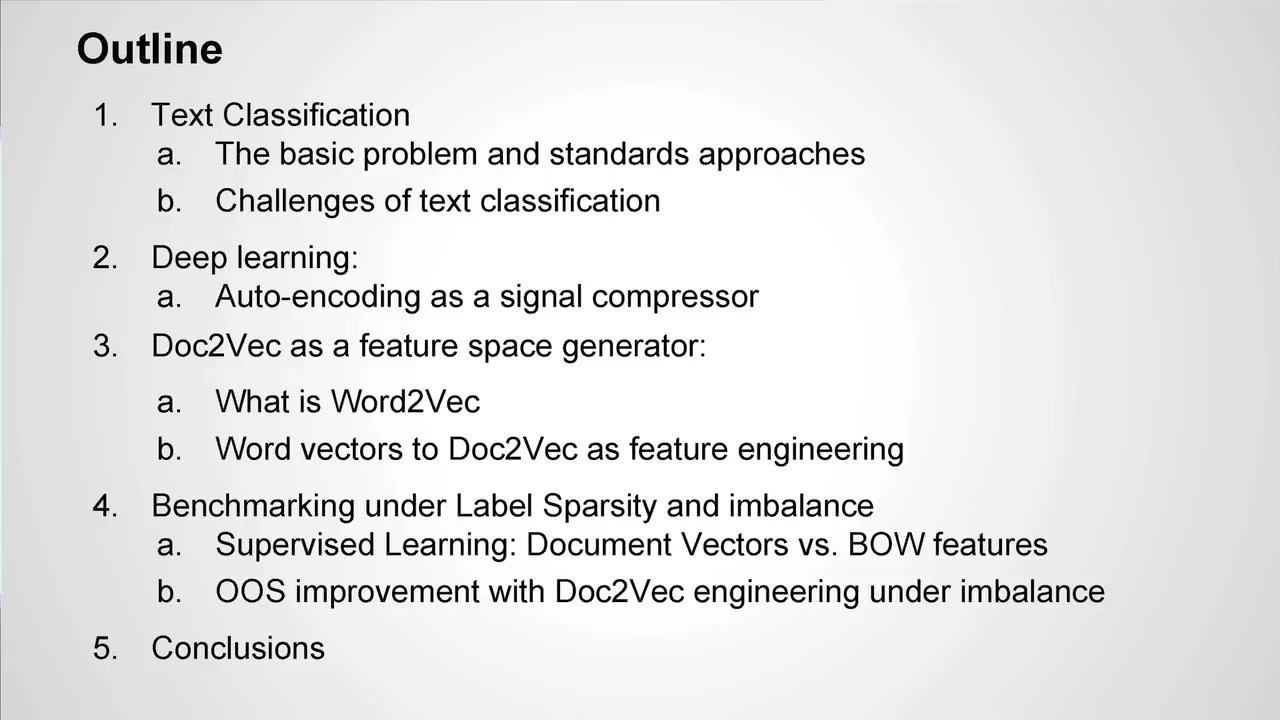 Outline
1. Text Classification
a. The basic problem and standards approaches
b. Challenges of text classification
2. Deep learning:
a. Auto-encoding as a signal compressor
3. Doc2Vec as a feature space generator:
a. What is Word2Vec
b. Word vectors to Doc2Vec as feature engineering
4. Benchmarking under Label Sparsity and imbalance
a. Supervised Learning: Document Vectors vs. BOW features
b. OOS improvement with Doc2Vec engineering under imbalance
5. Conclusions